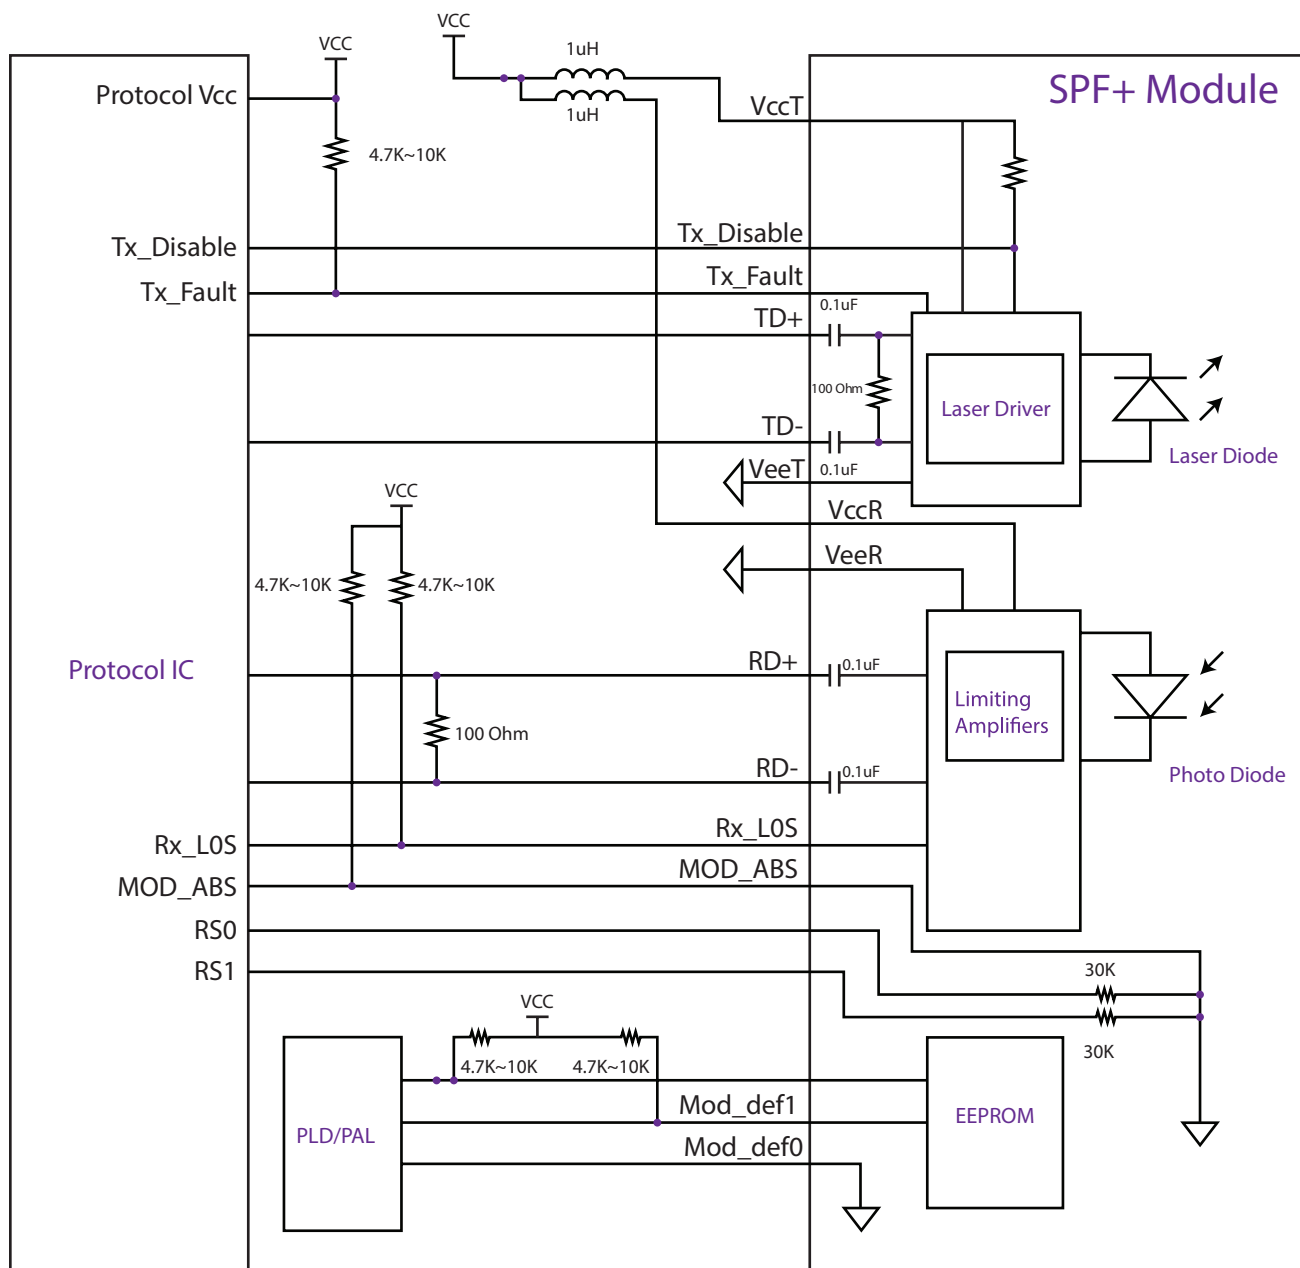 VCC
VCC
1uH
1uH
SPF+ Module
Protocol Vcc
VccT
4.7K~10K
Tx_Disable
Tx_Disable
Tx_Fault
Tx_Fault
TD+
0.1uF
100 Ohm
Laser Driver
TD-
0.1uF
Laser Diode
VeeT
VCC
VccR
VeeR
4.7K~10K
4.7K~10K
Protocol IC
RD+
0.1uF
Limiting
Amplifiers
100 Ohm
RD-
0.1uF
Photo Diode
Rx_L0S
Rx_L0S
MOD_ABS
MOD_ABS
RS0
RS1
30K
30K
VCC
4.7K~10K
4.7K~10K
PLD/PAL
Mod_def1
EEPROM
Mod_def0